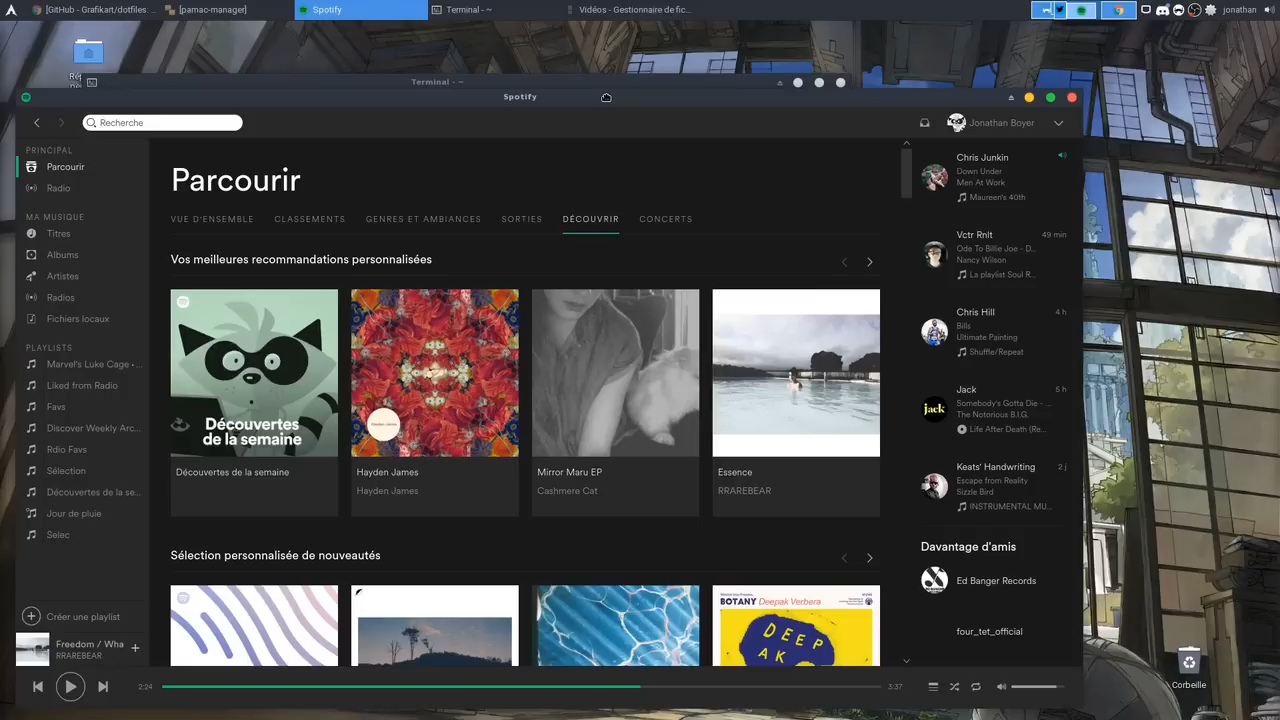 [GitHub - Grafikart/dotfiles:
[pamac-manager]
Spotify
Terminal - ~
Vidéos - Gestionnaire de fic...
jonathan
Terminal - ~
Spotify
Recherche
Jonathan Boyer
PRINCIPAL
Parcourir
Radio
MA MUSIQUE
Titres
Albums
Artistes
Radios
Fichiers locaux
PLAYLISTS
Marvel's Luke Cage • ...
Liked from Radio
Favs
Discover Weekly Arc...
Rdio Favs
Sélection
Découvertes de la se...
Jour de pluie
Selec
Créer une playlist
Freedom / Wha
RRAREBEAR
Parcourir
VUE D'ENSEMBLE
CLASSEMENTS
GENRES ET AMBIANCES
SORTIES
DÉCOUVRIR
CONCERTS
Vos meilleures recommandations personnalisées
Découvertes
de la semaine
Découvertes de la semaine
Hayden James
Hayden James
Mirror Maru EP
Cashmere Cat
Essence
RRAREBEAR
Sélection personnalisée de nouveautés
BOTANY Deepak Verbera
DEEP
AK
Chris Junkin
Down Under
Men At Work
Maureen's 40th
Vctr Rnlt
49 min
Ode To Billie Joe - D...
Nancy Wilson
La playlist Soul R...
Chris Hill
4 h
Bills
Ultimate Painting
Shuffle/Repeat
jack
Jack
5 h
Somebody's Gotta Die - ...
The Notorious B.I.G.
Life After Death (Re...
Keats' Handwriting
2 j
Escape from Reality
Sizzle Bird
INSTRUMENTAL MU...
Davantage d'amis
Ed Banger Records
four_tet_official
2:24
3:37
Corbeille